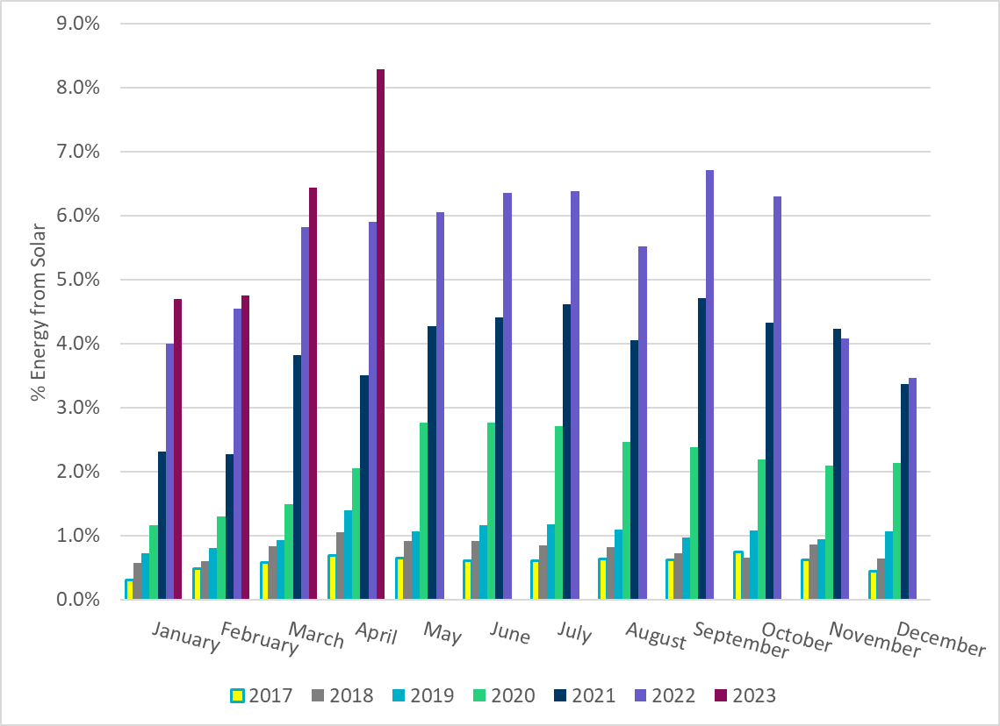 9.0%
8.0%
7.0%
6.0%
5.0%
4.0%
3.0%
2.0%
1.0%
0.0%
% Energy from Solar
January
February
March
April
May
June
July
August
September
October
November
December
2017 2018 2019 2020 2021 2022 2023